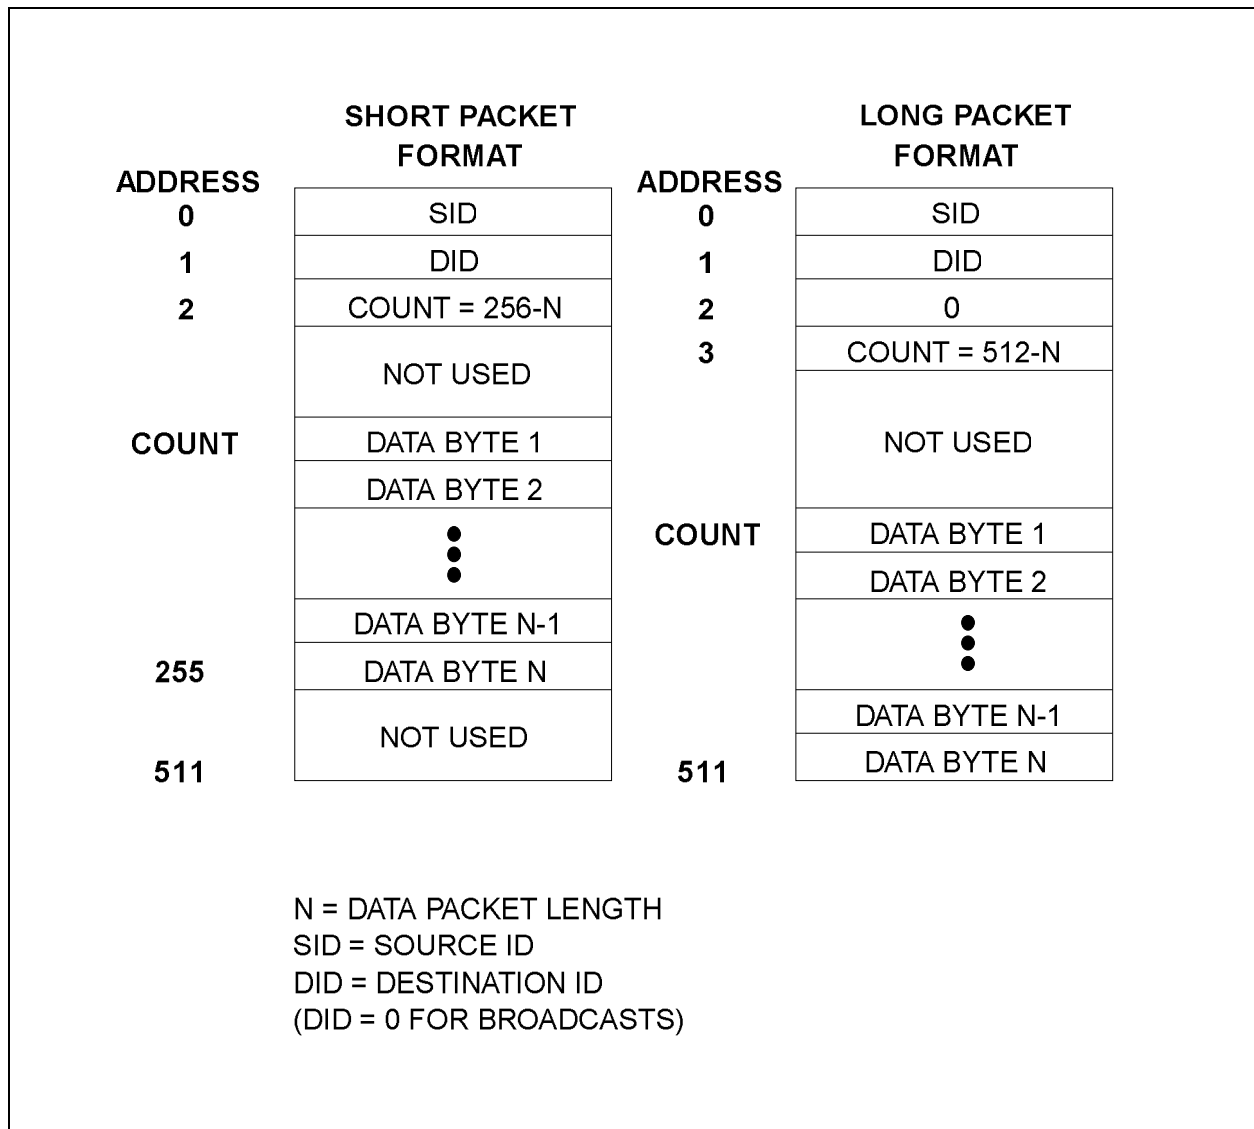 SHORT PACKET
FORMAT
ADDRESS
0
SID
1
DID
2
COUNT = 256-N
NOT USED
COUNT
DATA BYTE 1
DATA BYTE 2
DATA BYTE N-1
255
DATA BYTE N
NOT USED
511
LONG PACKET
FORMAT
ADDRESS
0
SID
1
DID
2
0
3
COUNT = 512-N
NOT USED
COUNT
DATA BYTE 1
DATA BYTE 2
DATA BYTE N-1
511
DATA BYTE N
N = DATA PACKET LENGTH
SID = SOURCE ID
DID = DESTINATION ID
(DID = 0 FOR BROADCASTS)